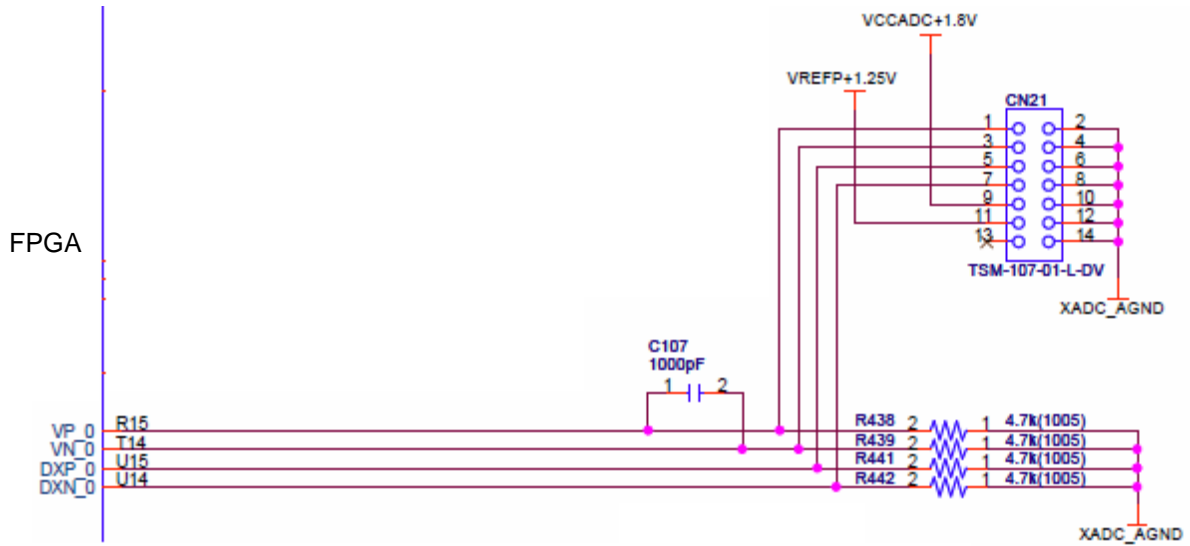 VCCADC+1.8V
VREFP+1.25V
CN21
1 2
3 4
5 6
7 8
9 10
11 12
13 14
FPGA
TSM-107-01-L-DV
XADC_AGND
C107
1000pF
1 2
VP_0 R15 R438 2 1 4.7k(1005)
VN_0 T14 R439 2 1 4.7k(1005)
DXP_0 U15 R441 2 1 4.7k(1005)
DXN_0 U14 R442 2 1 4.7k(1005)
XADC_AGND